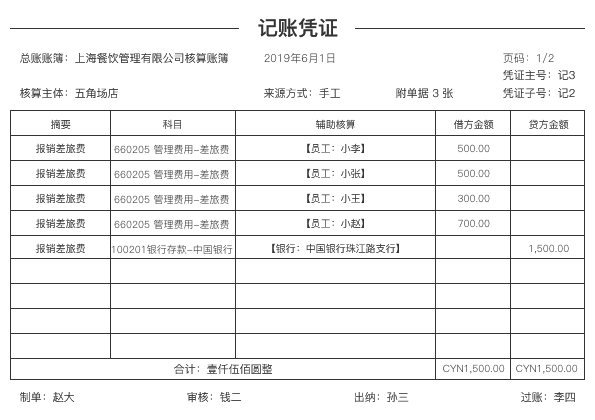 记账凭证
总账账簿：上海餐饮管理有限公司核算账簿 2019年6月1日 页码：1/2
凭证主号：记3
核算主体：五角场店 来源方式：手工 附单据 3 张 凭证子号：记2
摘要 科目 辅助核算 借方金额 贷方金额
报销差旅费 660205 管理费用-差旅费 【员工：小李】 500.00
报销差旅费 660205 管理费用-差旅费 【员工：小张】 500.00
报销差旅费 660205 管理费用-差旅费 【员工：小王】 300.00
报销差旅费 660205 管理费用-差旅费 【员工：小赵】 700.00
报销差旅费 100201银行存款-中国银行 【银行：中国银行珠江路支行】 1,500.00
合计：壹仟伍佰圆整 CYN1,500.00 CYN1,500.00
制单：赵大 审核：钱二 出纳：孙三 过账：李四